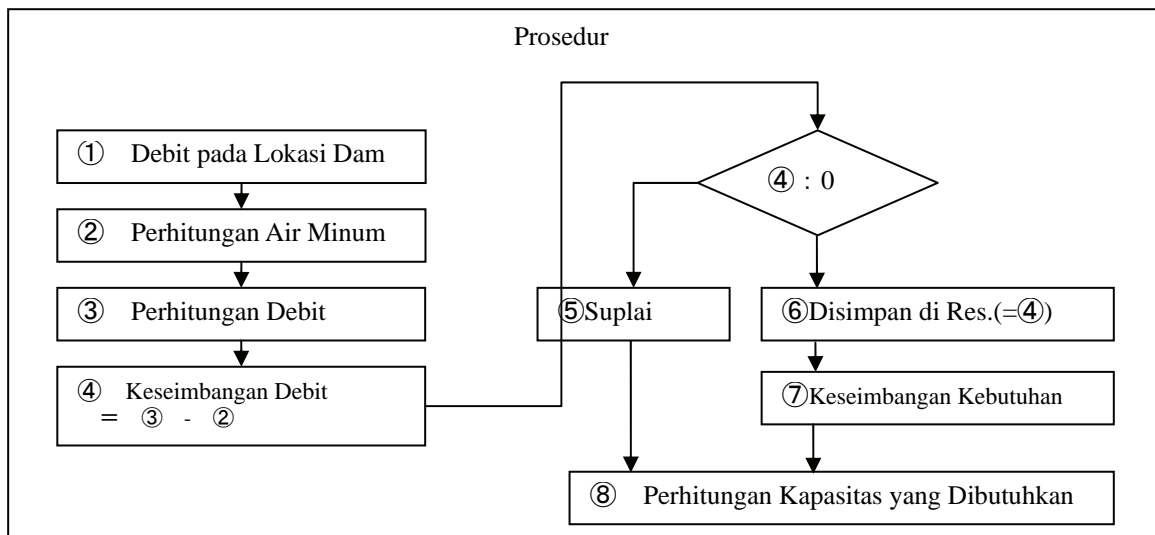 Prosedur
① Debit pada Lokasi Dam
② Perhitungan Air Minum
③ Perhitungan Debit
④ Keseimbangan Debit
= ③ - ②
④ : 0
⑤Suplai
⑥Disimpan di Res.(=④)
⑦Keseimbangan Kebutuhan
⑧ Perhitungan Kapasitas yang Dibutuhkan